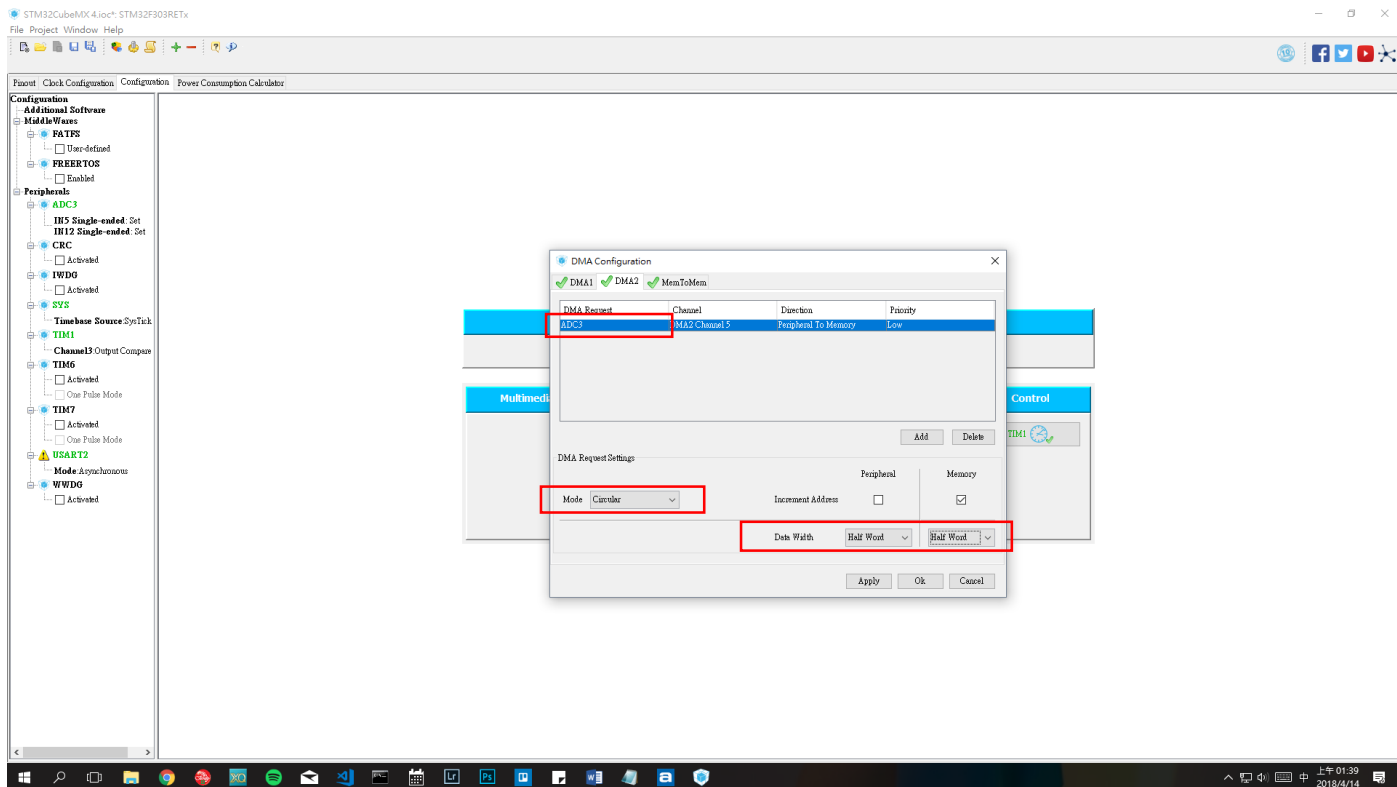 STM32CubeMX 4.ioc*: STM32F303RETx
File Project Window Help
Pinout Clock Configuration Configuration Power Consumption Calculator
Configuration
Additional Software
MiddleWares
FATFS
User-defined
FREERTOS
Enabled
Peripherals
ADC3
IN5 Single-ended: Set
IN12 Single-ended: Set
CRC
Activated
IWDG
Activated
SYS
Timebase Source:SysTick
TIM1
Channel3:Output Compare
TIM6
Activated
One Pulse Mode
TIM7
Activated
One Pulse Mode
USART2
Mode:Asynchronous
WWDG
Activated
Multimedi
Control
TIM1
DMA Configuration
DMA1 DMA2 MemToMem
DMA Request Channel Direction Priority
ADC3 DMA2 Channel 5 Peripheral To Memory Low
Add Delete
DMA Request Settings
Peripheral Memory
Mode Circular Increment Address
Data Width Half Word Half Word
Apply Ok Cancel
Lr Ps
中
上午 01:39
2018/4/14